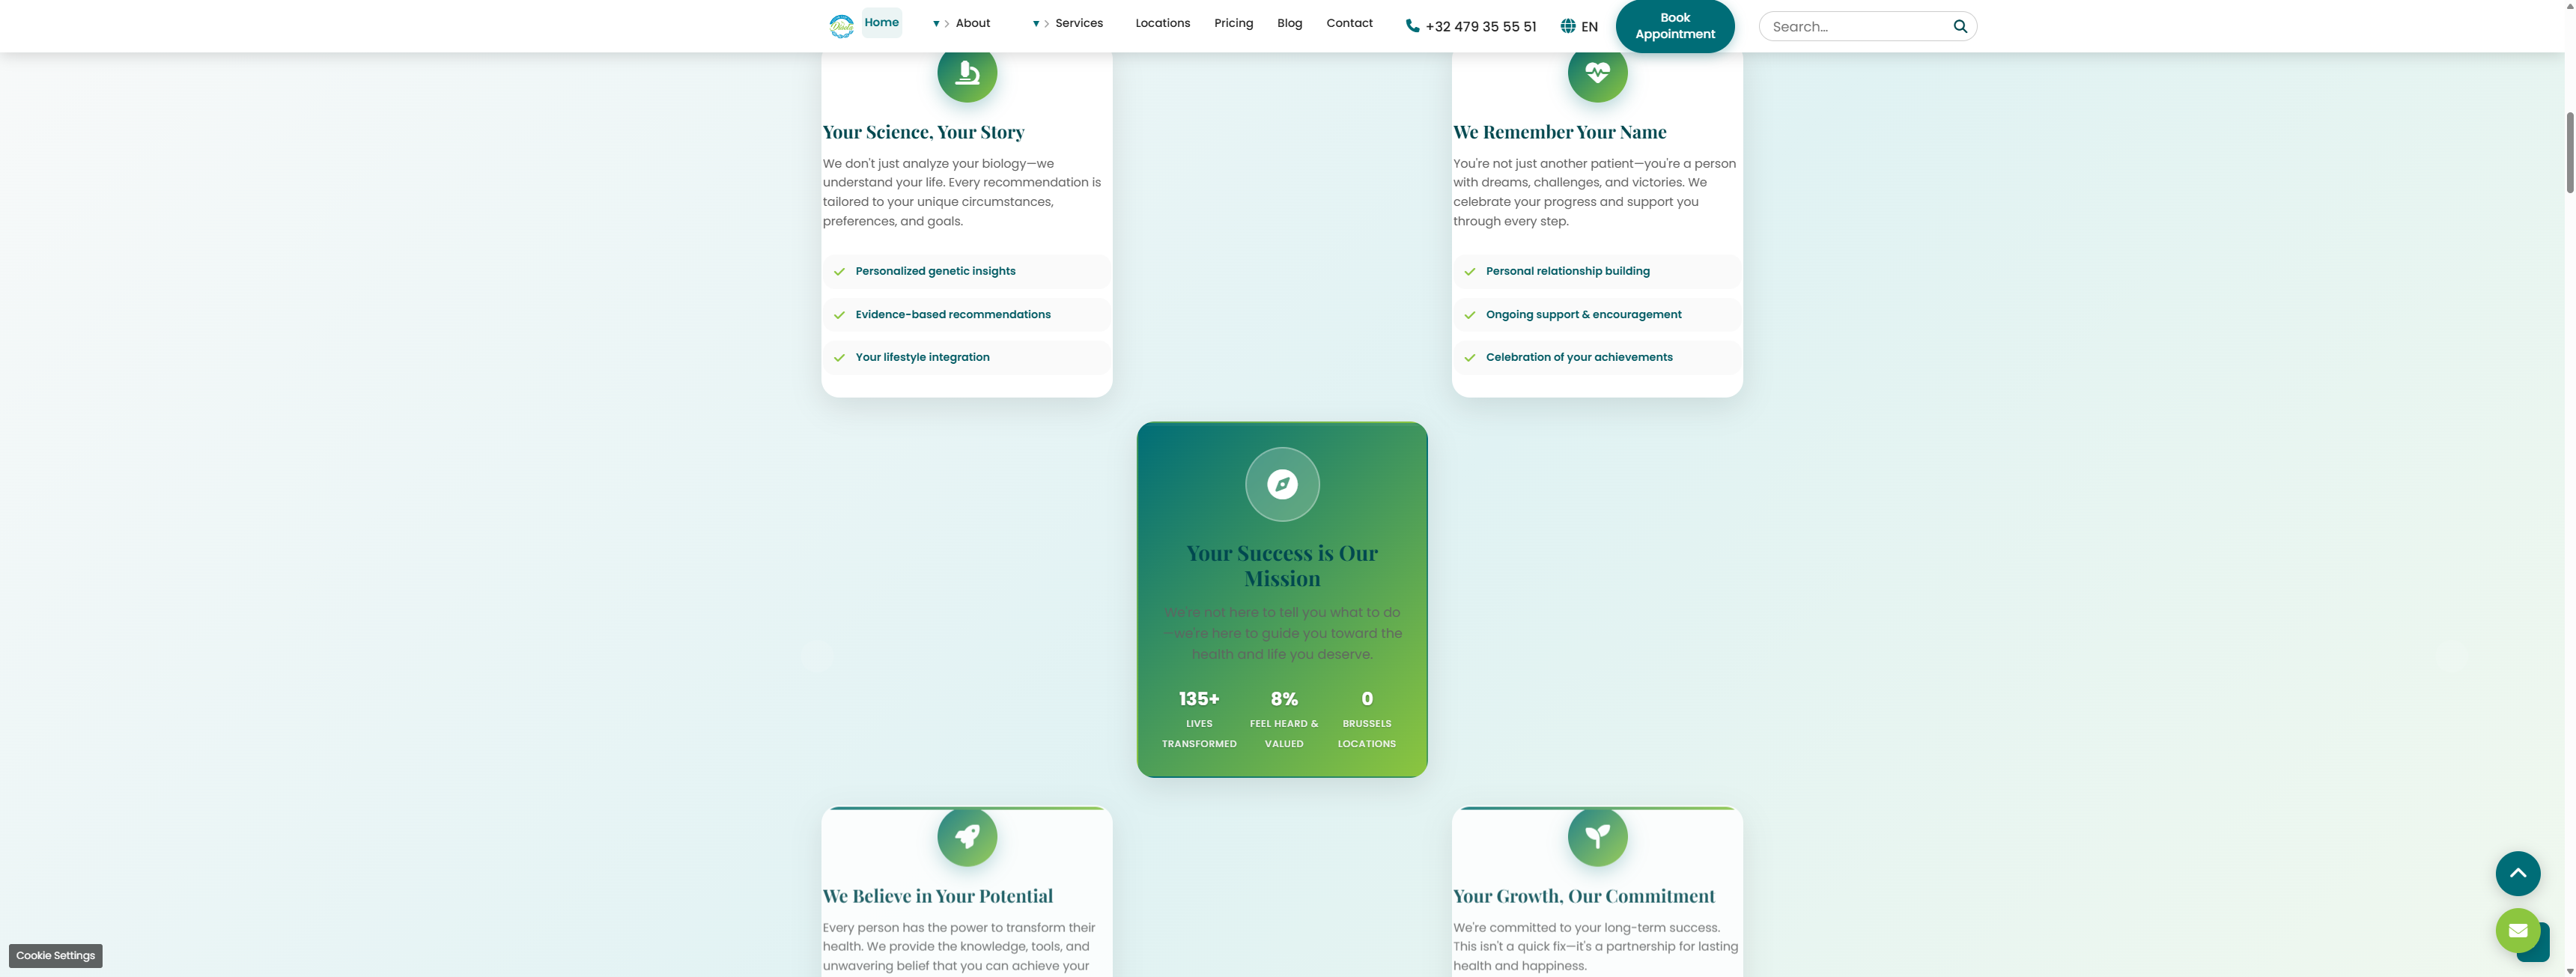 Home
About
Services
Locations
Pricing
Blog
Contact
+32 479 35 55 51
EN
Book
Appointment
Search...
Your Science, Your Story
We don't just analyze your biology—we
understand your life. Every recommendation is
tailored to your unique circumstances,
preferences, and goals.
Personalized genetic insights
Evidence-based recommendations
Your lifestyle integration
We Remember Your Name
You're not just another patient—you're a person
with dreams, challenges, and victories. We
celebrate your progress and support you
through every step.
Personal relationship building
Ongoing support & encouragement
Celebration of your achievements
Your Success is Our
Mission
We're not here to tell you what to do
—we're here to guide you toward the
health and life you deserve.
135+
LIVES
TRANSFORMED
8%
FEEL HEARD &
VALUED
0
BRUSSELS
LOCATIONS
We Believe in Your Potential
Every person has the power to transform their
health. We provide the knowledge, tools, and
unwavering belief that you can achieve your
Your Growth, Our Commitment
We're committed to your long-term success.
This isn't a quick fix—it's a partnership for lasting
health and happiness.
Cookie Settings